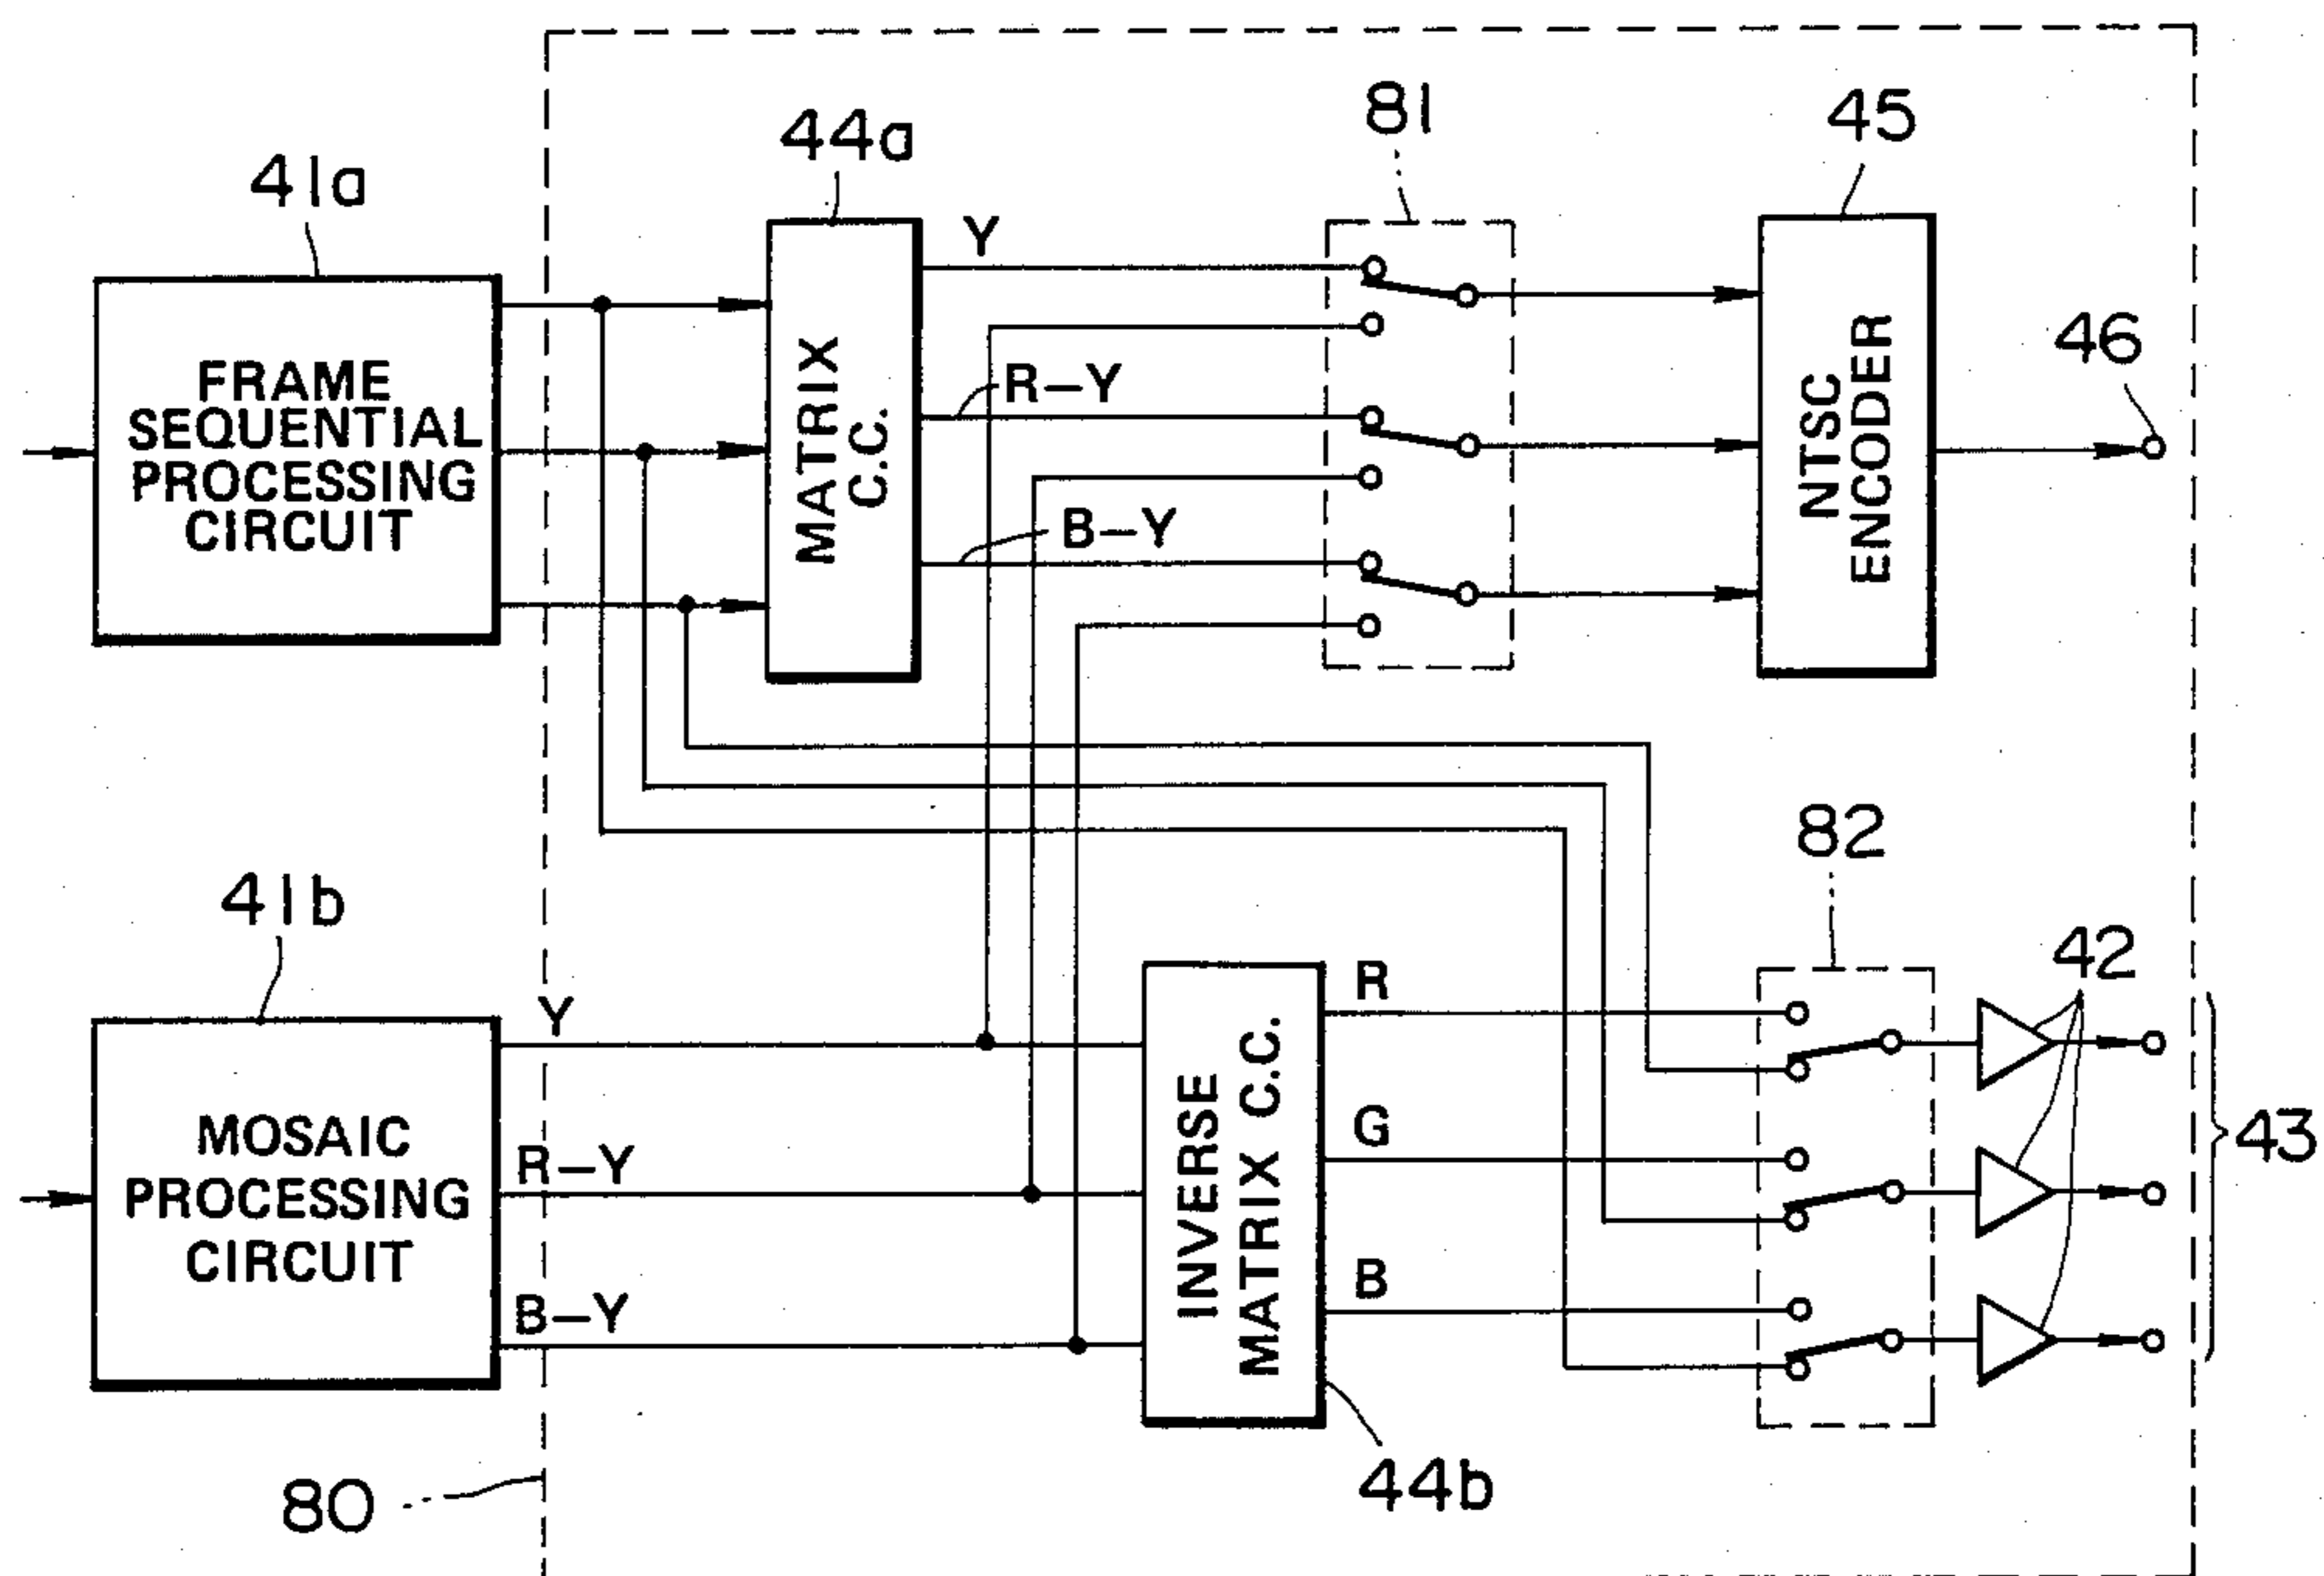 41a
44a
81
45
Y
FRAME
SEQUENTIAL
PROCESSING
CIRCUIT
MATRIX
C.C.
R–Y
B–Y
NTSC
ENCODER
46
41b
82
42
Y
MOSAIC
PROCESSING
CIRCUIT
R–Y
B–Y
INVERSE
MATRIX C.C.
R
G
B
43
44b
80